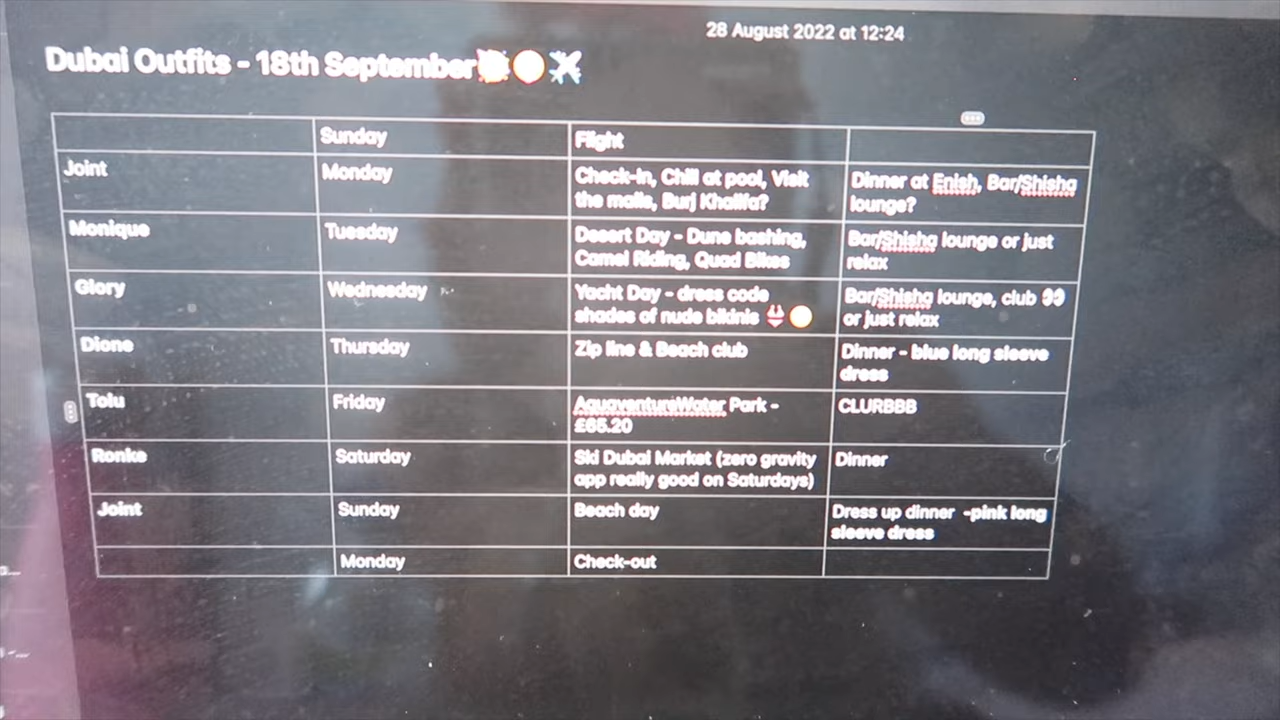 28 August 2022 at 12:24
Dubai Outfits - 18th September
Sunday
Flight
Joint
Monday
Check-in, Chill at pool, Visit
the malls, Burj Khalifa?
Dinner at Enish, Bar/Shisha
lounge?
Monique
Tuesday
Desert Day - Dune bashing,
Camel Riding, Quad Bikes
Bar/Shisha lounge or just
relax
Glory
Wednesday
Yacht Day - dress code
shades of nude bikinis 👙
Bar/Shisha lounge, club 👀
or just relax
Dione
Thursday
Zip line & Beach club
Dinner - blue long sleeve
dress
Tolu
Friday
AquaventureWater Park -
£65.20
CLURBBB
Ronke
Saturday
Ski Dubai Market (zero gravity
app really good on Saturdays)
Dinner
Joint
Sunday
Beach day
Dress up dinner -pink long
sleeve dress
Monday
Check-out